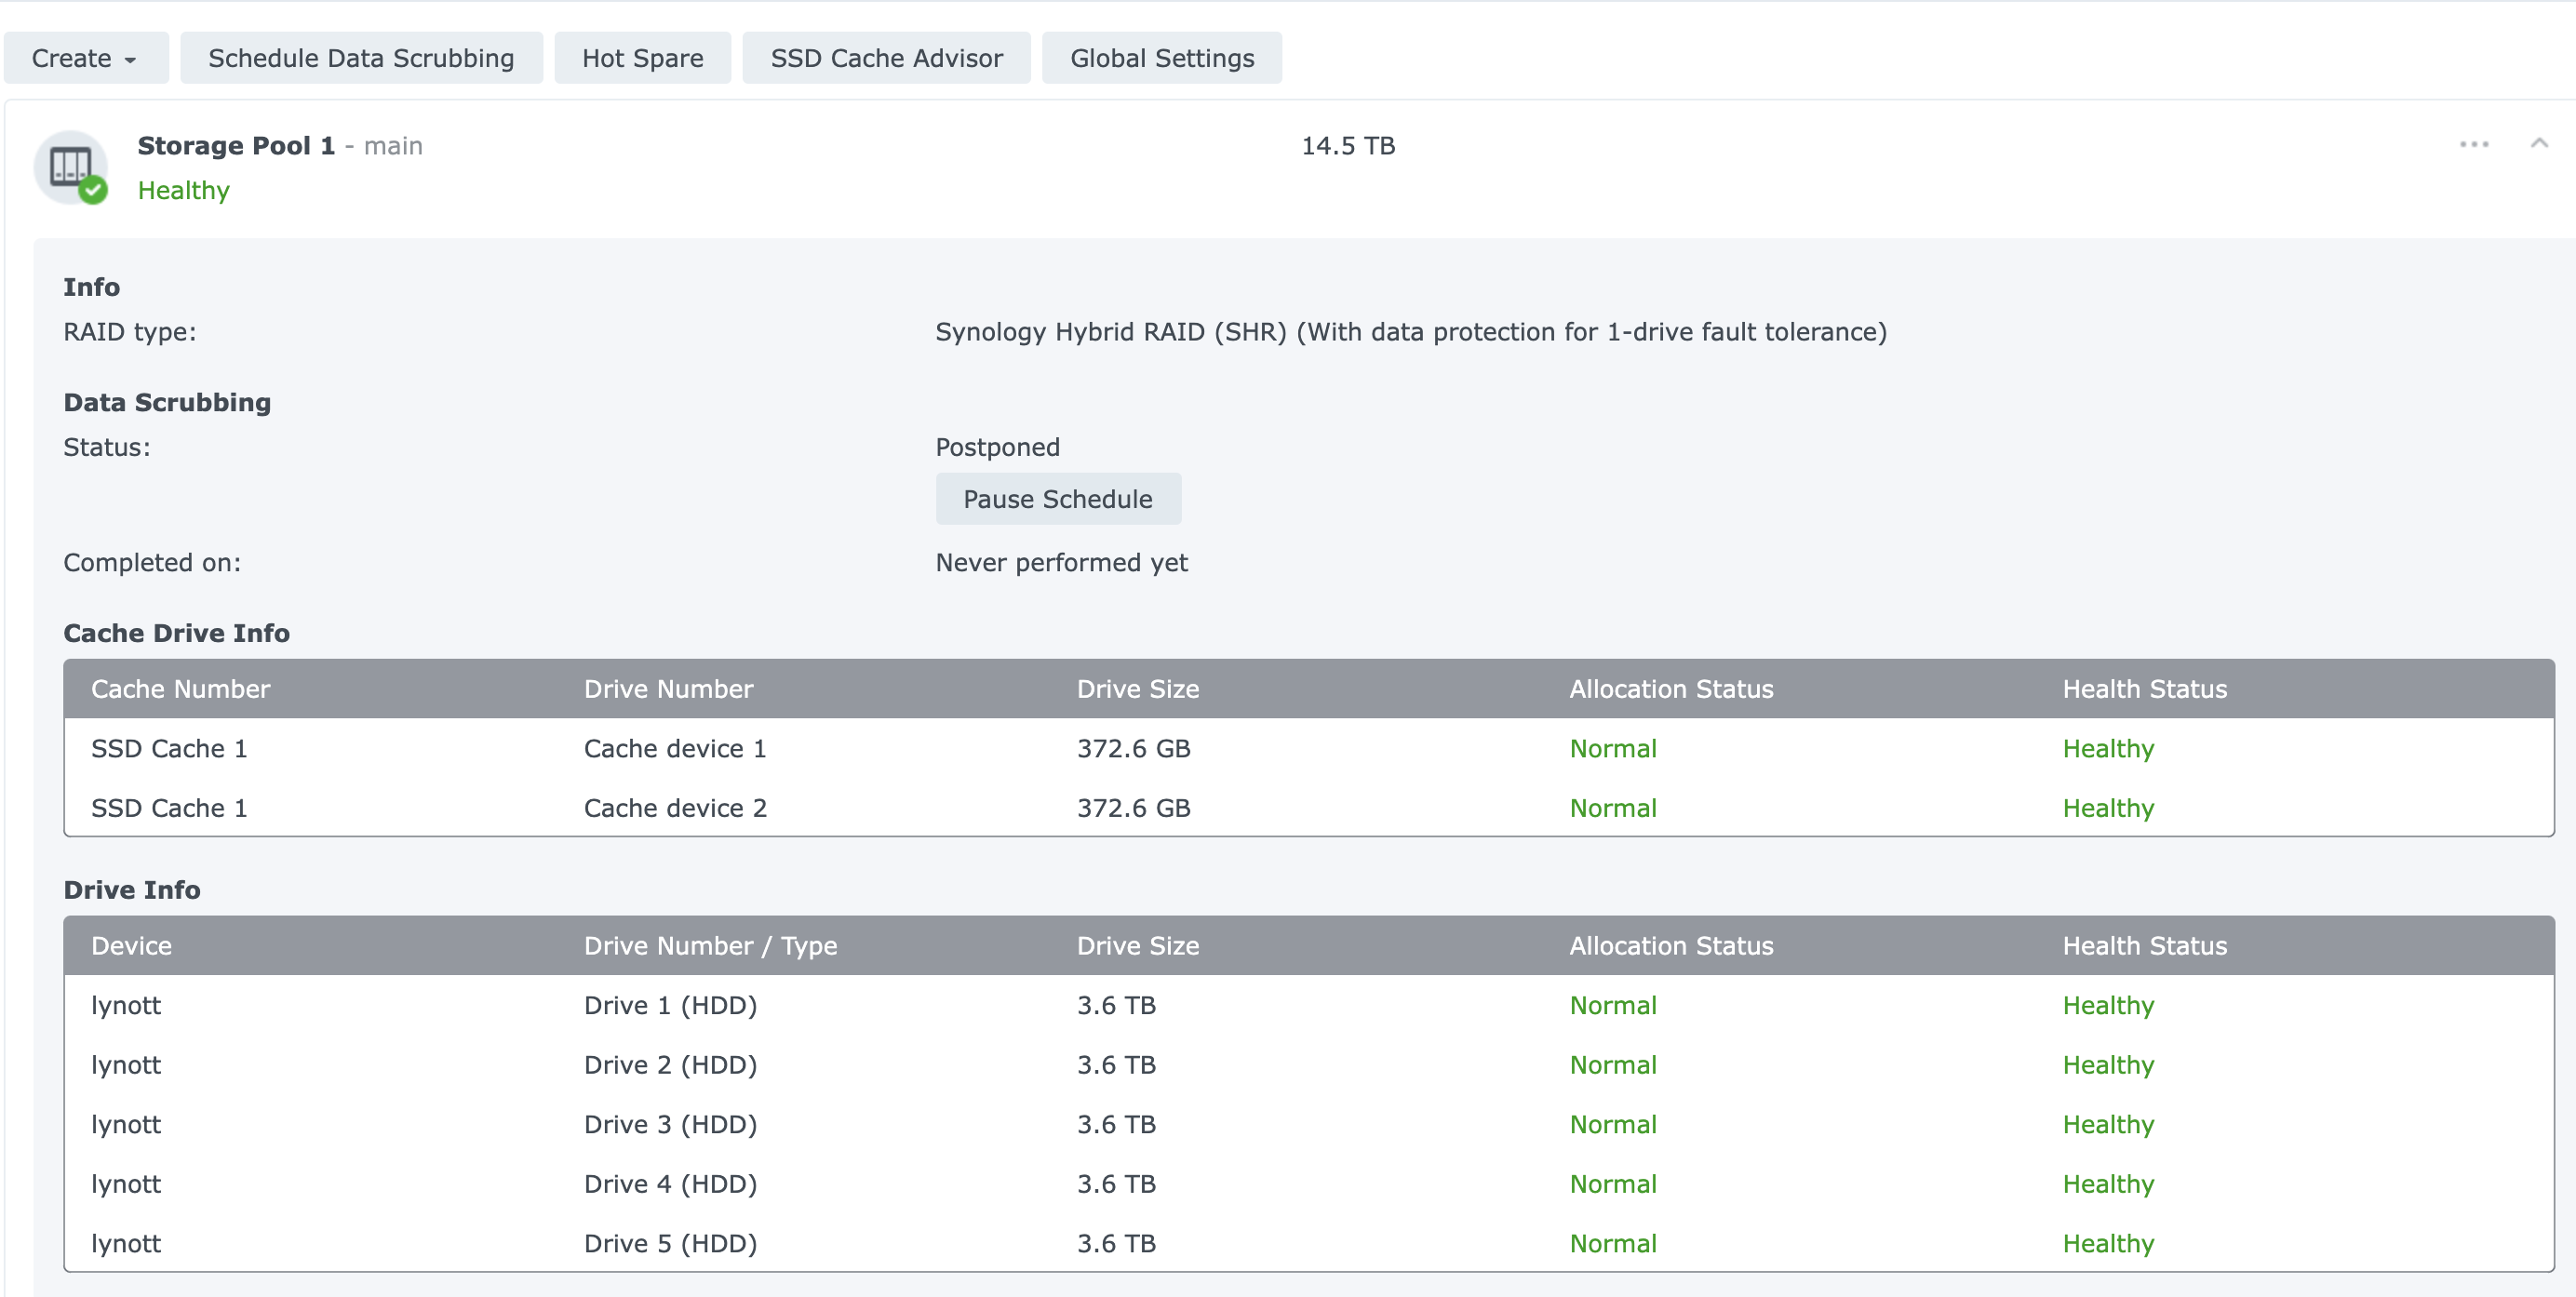 Create Schedule Data Scrubbing Hot Spare SSD Cache Advisor Global Settings
Storage Pool 1 - main 14.5 TB
Healthy
Info
RAID type: Synology Hybrid RAID (SHR) (With data protection for 1-drive fault tolerance)
Data Scrubbing
Status: Postponed
Pause Schedule
Completed on: Never performed yet
Cache Drive Info
Cache Number Drive Number Drive Size Allocation Status Health Status
SSD Cache 1 Cache device 1 372.6 GB Normal Healthy
SSD Cache 1 Cache device 2 372.6 GB Normal Healthy
Drive Info
Device Drive Number / Type Drive Size Allocation Status Health Status
lynott Drive 1 (HDD) 3.6 TB Normal Healthy
lynott Drive 2 (HDD) 3.6 TB Normal Healthy
lynott Drive 3 (HDD) 3.6 TB Normal Healthy
lynott Drive 4 (HDD) 3.6 TB Normal Healthy
lynott Drive 5 (HDD) 3.6 TB Normal Healthy